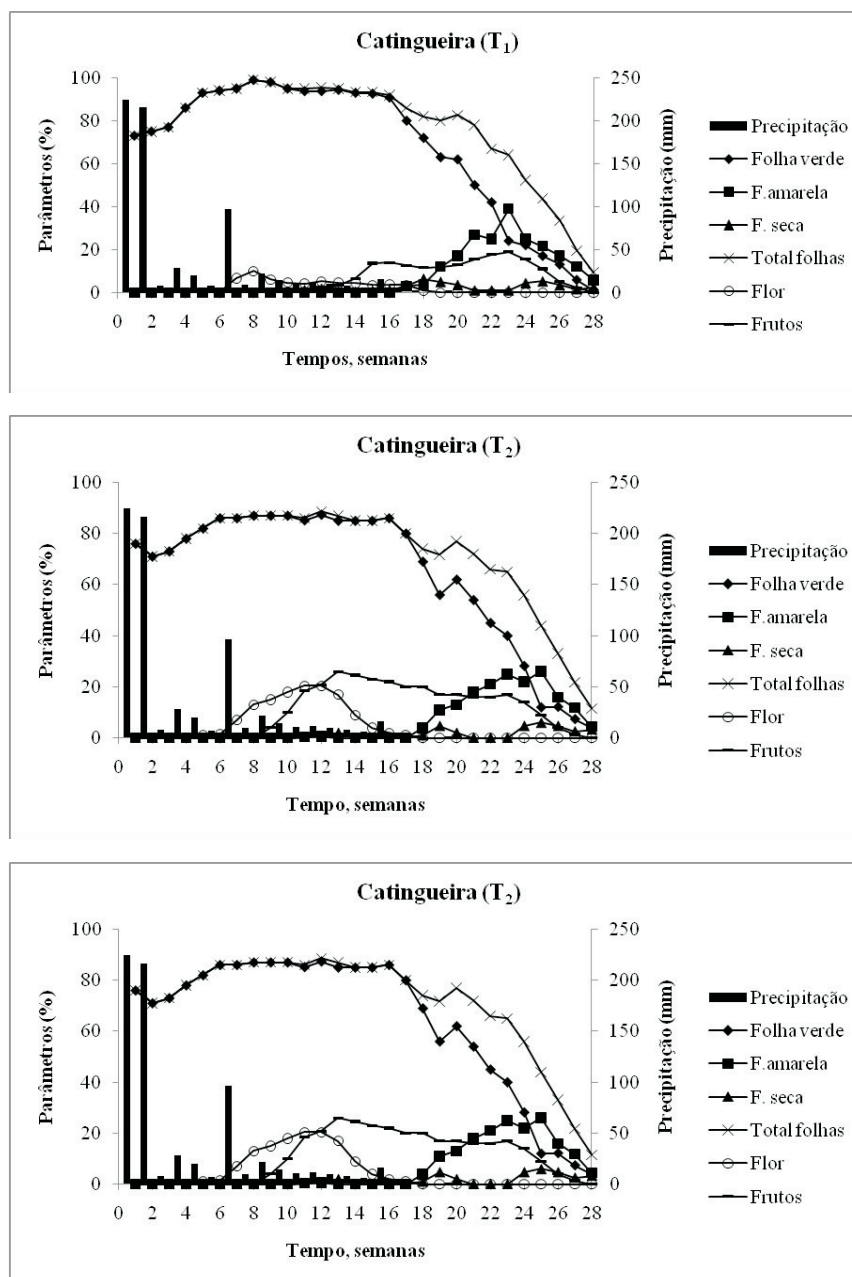 Catingueira (T₁)
Parâmetros (%)
100
80
60
40
20
0
0 2 4 6 8 10 12 14 16 18 20 22 24 26 28
Tempos, semanas
250
200
150
100
50
0
Precipitação (mm)
Precipitação
Folha verde
F.amarela
F. seca
Total folhas
Flor
Frutos
Catingueira (T₂)
Parâmetros (%)
100
80
60
40
20
0
0 2 4 6 8 10 12 14 16 18 20 22 24 26 28
Tempo, semanas
250
200
150
100
50
0
Precipitação (mm)
Precipitação
Folha verde
F.amarela
F. seca
Total folhas
Flor
Frutos
Catingueira (T₂)
Parâmetros (%)
100
80
60
40
20
0
0 2 4 6 8 10 12 14 16 18 20 22 24 26 28
Tempo, semanas
250
200
150
100
50
0
Precipitação (mm)
Precipitação
Folha verde
F.amarela
F. seca
Total folhas
Flor
Frutos